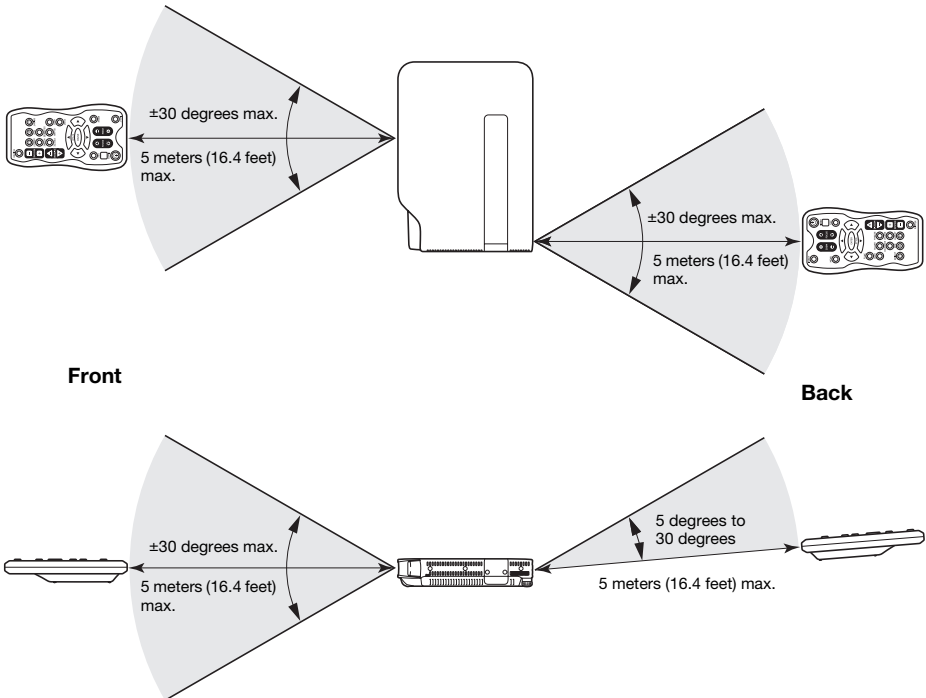 ±30 degrees max.
5 meters (16.4 feet)
max.
±30 degrees max.
5 meters (16.4 feet)
max.
Front
Back
±30 degrees max.
5 meters (16.4 feet)
max.
5 degrees to
30 degrees
5 meters (16.4 feet) max.